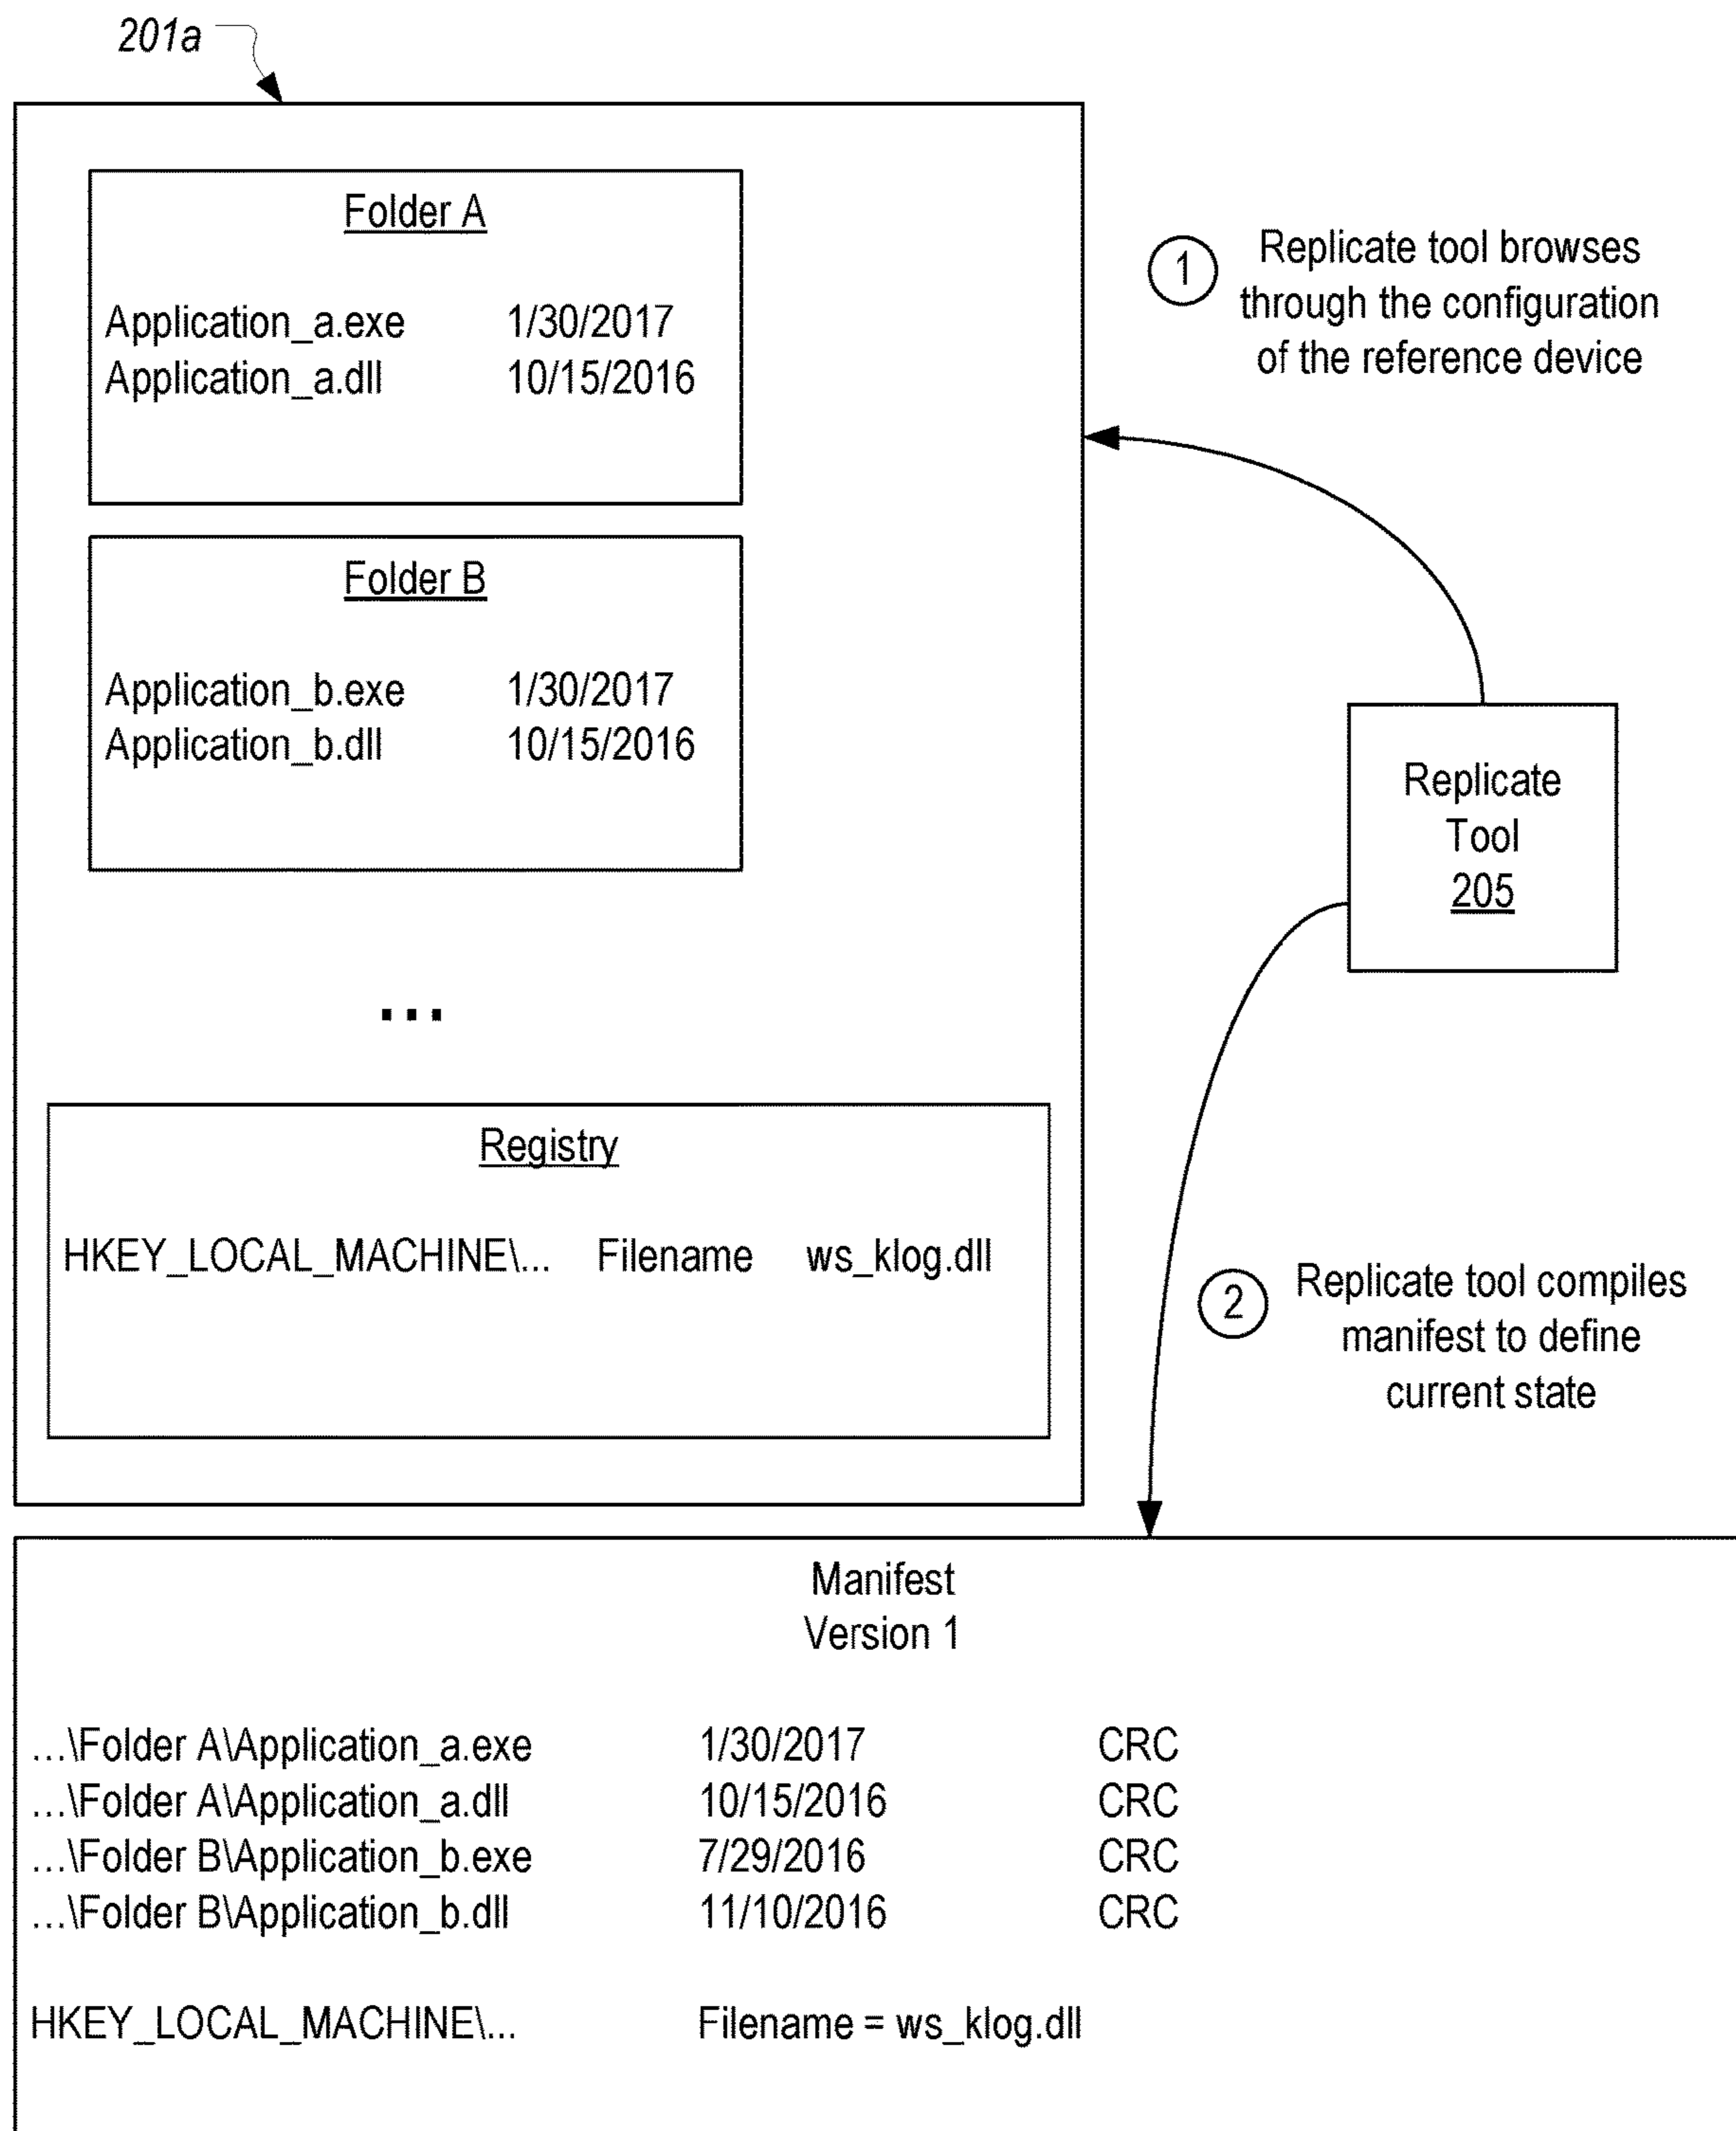 201a
Folder A
Application_a.exe 1/30/2017
Application_a.dll 10/15/2016
Folder B
Application_b.exe 1/30/2017
Application_b.dll 10/15/2016
...
Registry
HKEY_LOCAL_MACHINE\... Filename ws_klog.dll
1 Replicate tool browses
through the configuration
of the reference device
Replicate
Tool
205
2 Replicate tool compiles
manifest to define
current state
Manifest
Version 1
...\Folder A\Application_a.exe 1/30/2017 CRC
...\Folder A\Application_a.dll 10/15/2016 CRC
...\Folder B\Application_b.exe 7/29/2016 CRC
...\Folder B\Application_b.dll 11/10/2016 CRC
HKEY_LOCAL_MACHINE\... Filename = ws_klog.dll